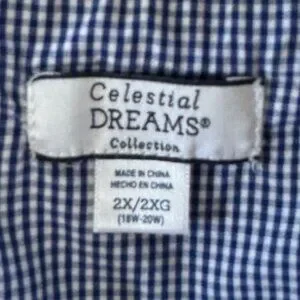 Celestial
DREAMS®
Collection
MADE IN CHINA
HECHO EN CHINA
2X/2XG
(18W-20W)